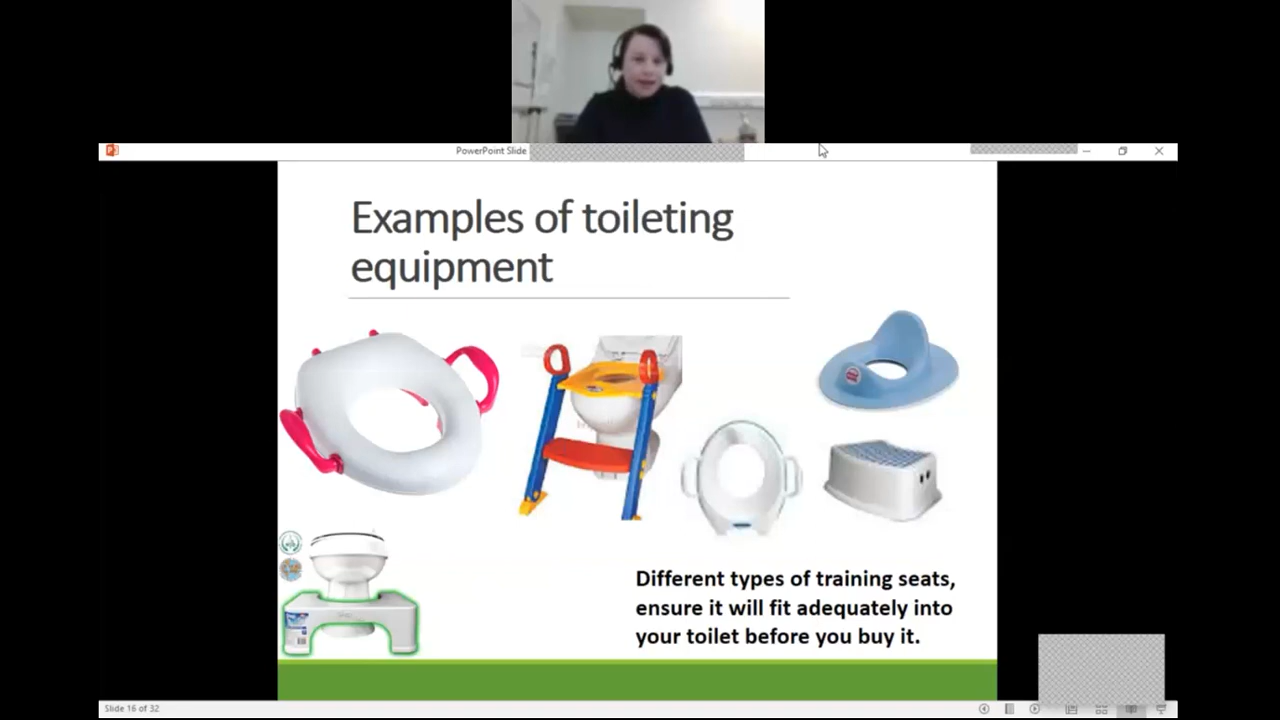 PowerPoint Slide
Examples of toileting
equipment
Different types of training seats,
ensure it will fit adequately into
your toilet before you buy it.
Slide 16 of 32